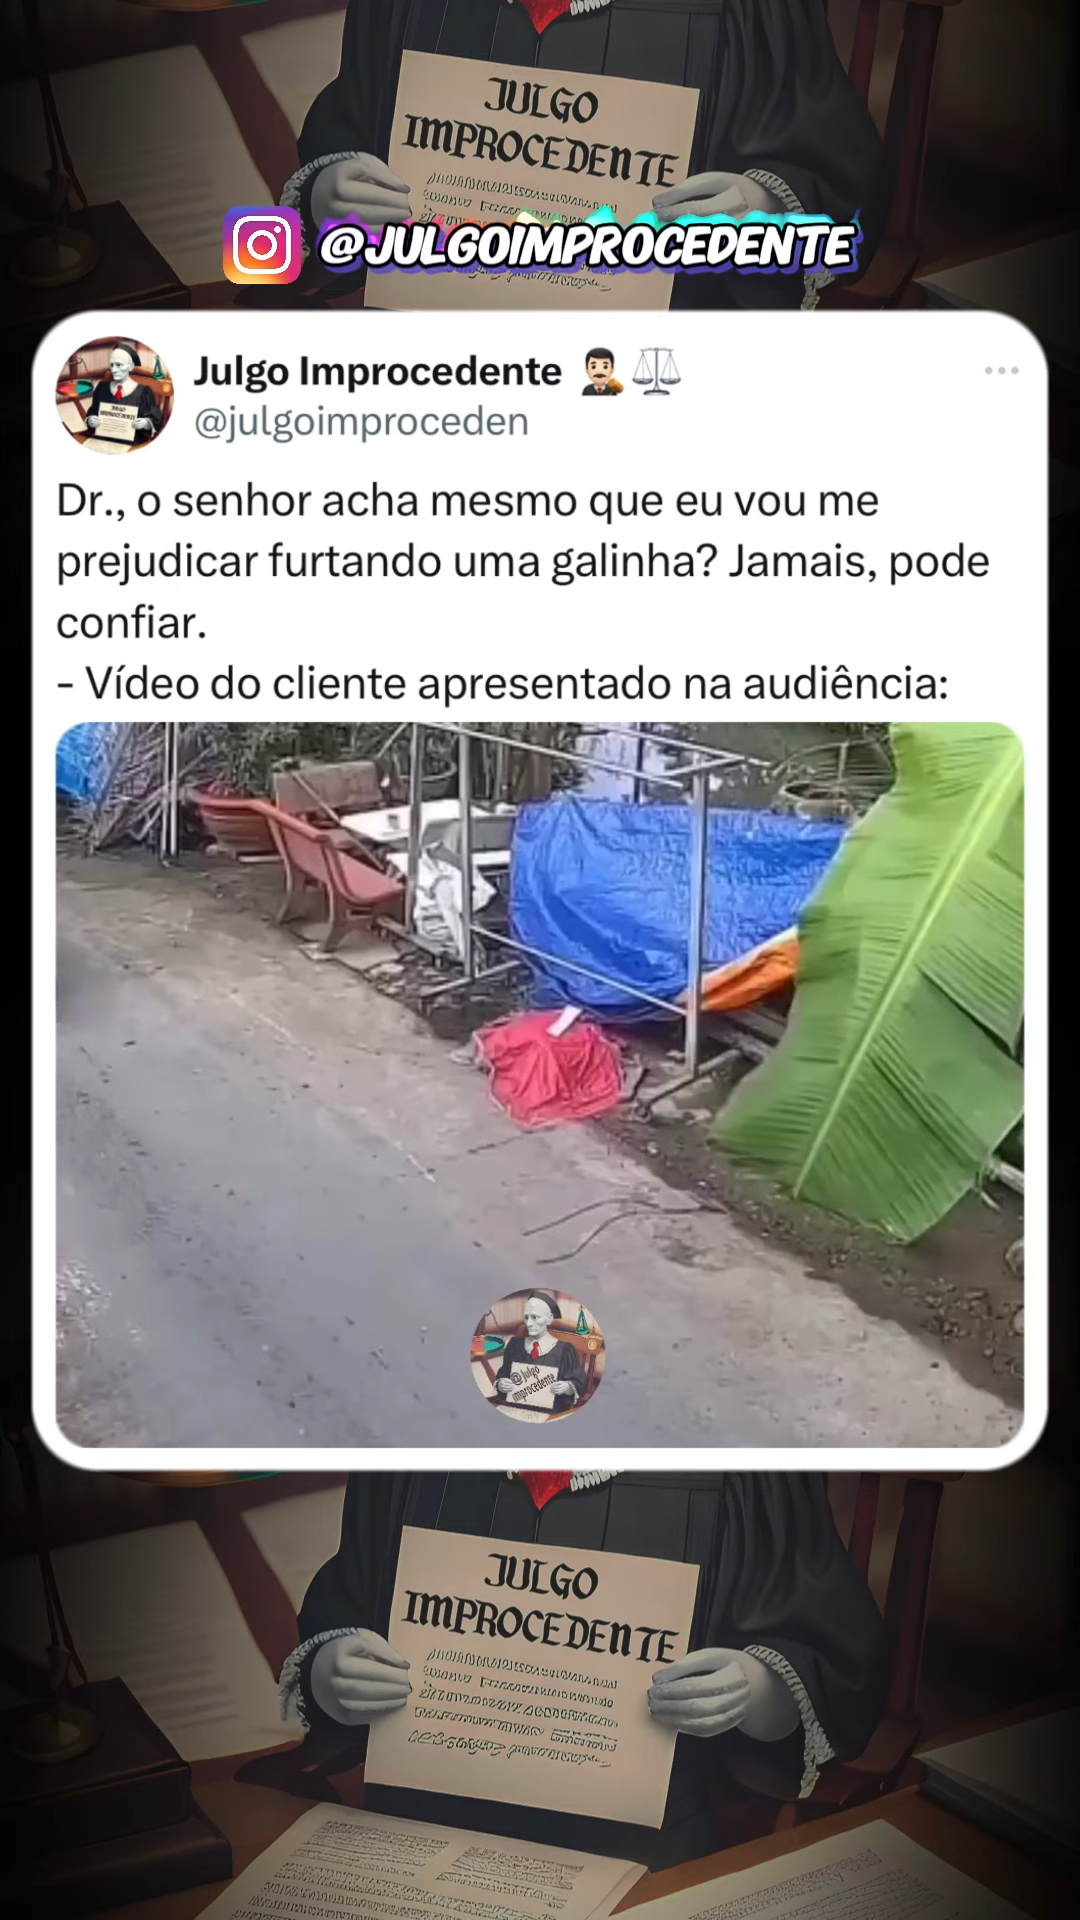 JULGO
IMPROCEDENTE
@JULGOIMPROCEDENTE
Julgo Improcedente
@julgoimproceden
Dr., o senhor acha mesmo que eu vou me
prejudicar furtando uma galinha? Jamais, pode
confiar.
- Vídeo do cliente apresentado na audiência:
@julgo
improcedente
JULGO
IMPROCEDENTE